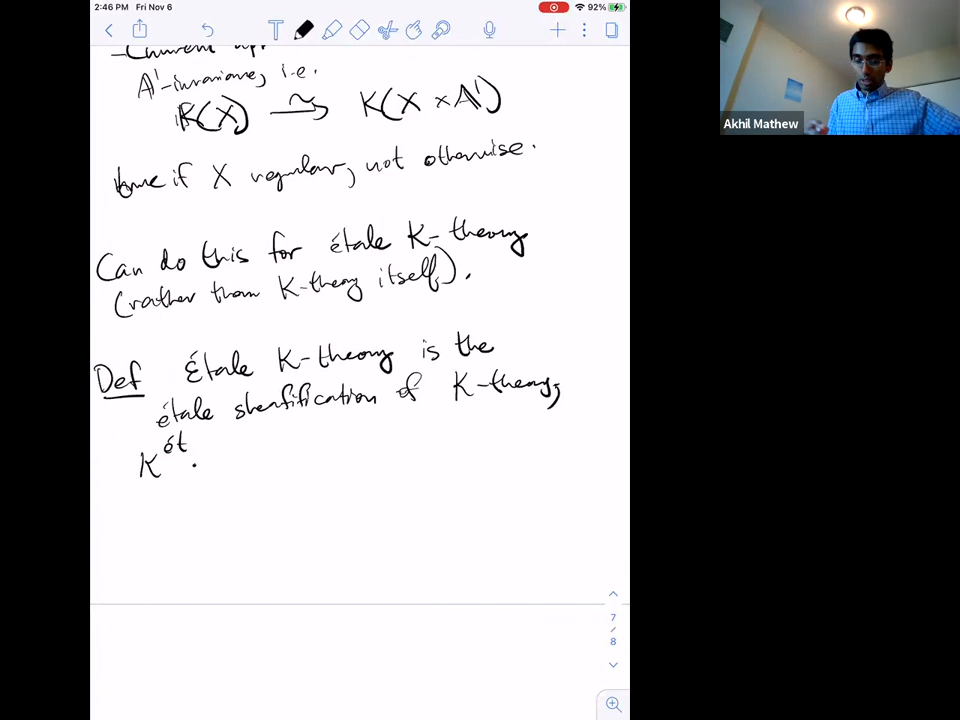 2:46 PM Fri Nov 6
92%
– Current
A¹-invariance, i.e.
K(X) ⥲ K(X × A¹)
true if X regular, not otherwise.
Can do this for étale K-theory
(rather than K-theory itself).
Def Étale K-theory is the
étale sheafification of K-theory,
K^ét.
7
/
8
T
Akhil Mathew